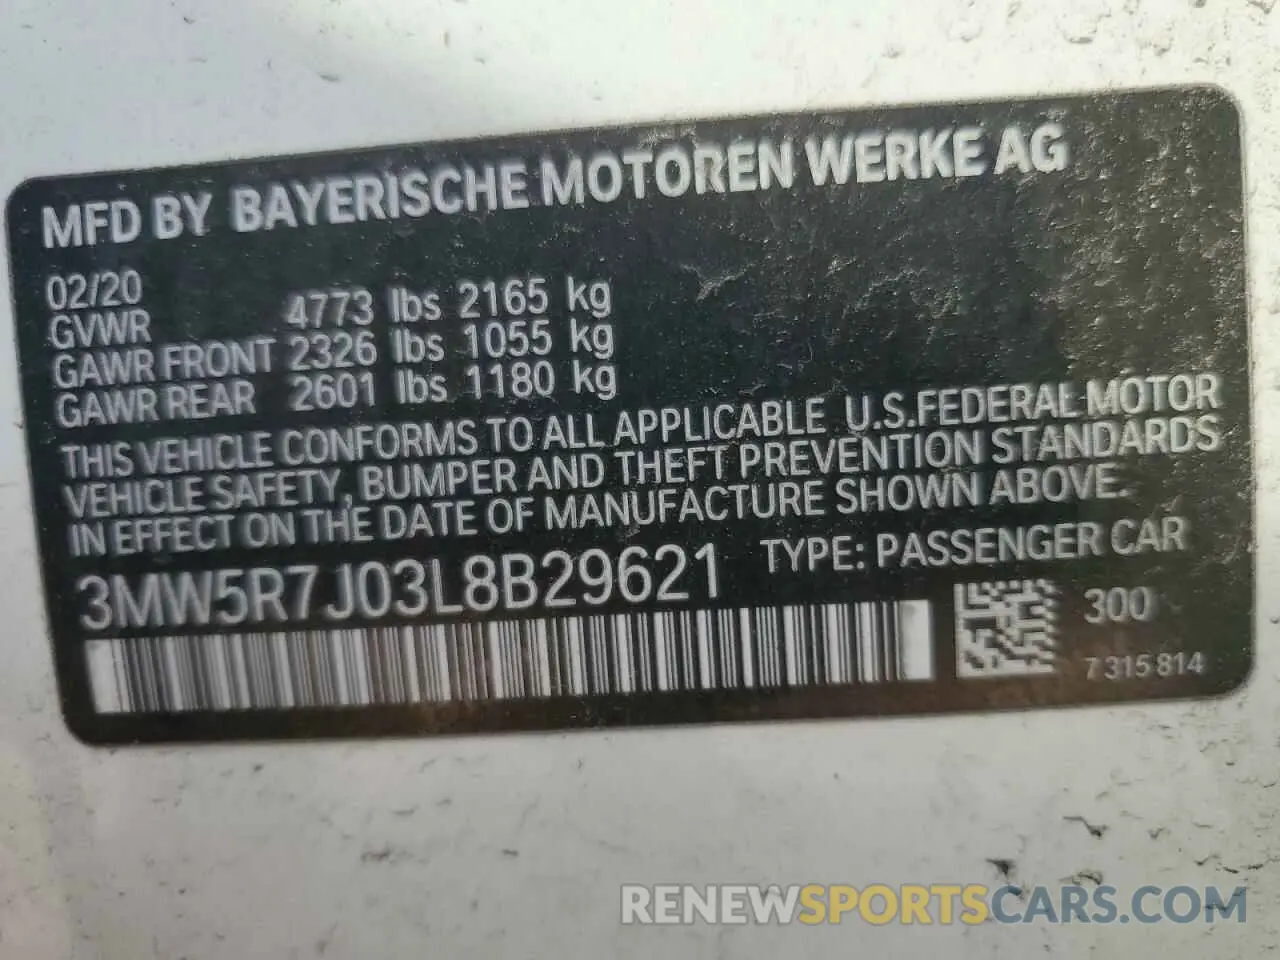 MFD BY BAYERISCHE MOTOREN WERKE AG
02/20
GVWR 4773 lbs 2165 kg
GAWR FRONT 2326 lbs 1055 kg
GAWR REAR 2601 lbs 1180 kg
THIS VEHICLE CONFORMS TO ALL APPLICABLE U.S.FEDERAL MOTOR
VEHICLE SAFETY, BUMPER AND THEFT PREVENTION STANDARDS
IN EFFECT ON THE DATE OF MANUFACTURE SHOWN ABOVE.
3MW5R7J03L8B29621 TYPE: PASSENGER CAR
300
7 315 814
RENEWSPORTSCARS.COM